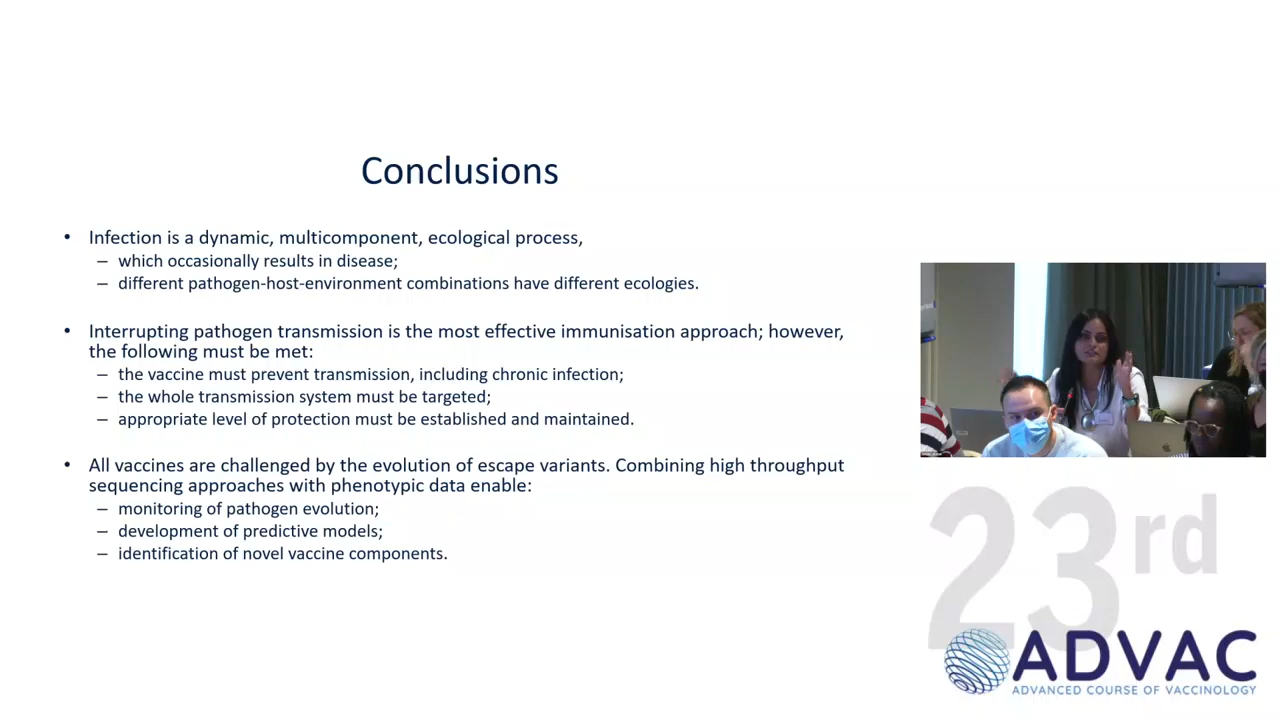 Conclusions
• Infection is a dynamic, multicomponent, ecological process,
– which occasionally results in disease;
– different pathogen-host-environment combinations have different ecologies.
• Interrupting pathogen transmission is the most effective immunisation approach; however,
the following must be met:
– the vaccine must prevent transmission, including chronic infection;
– the whole transmission system must be targeted;
– appropriate level of protection must be established and maintained.
• All vaccines are challenged by the evolution of escape variants. Combining high throughput
sequencing approaches with phenotypic data enable:
– monitoring of pathogen evolution;
– development of predictive models;
– identification of novel vaccine components.
23rd
ADVAC
ADVANCED COURSE OF VACCINOLOGY